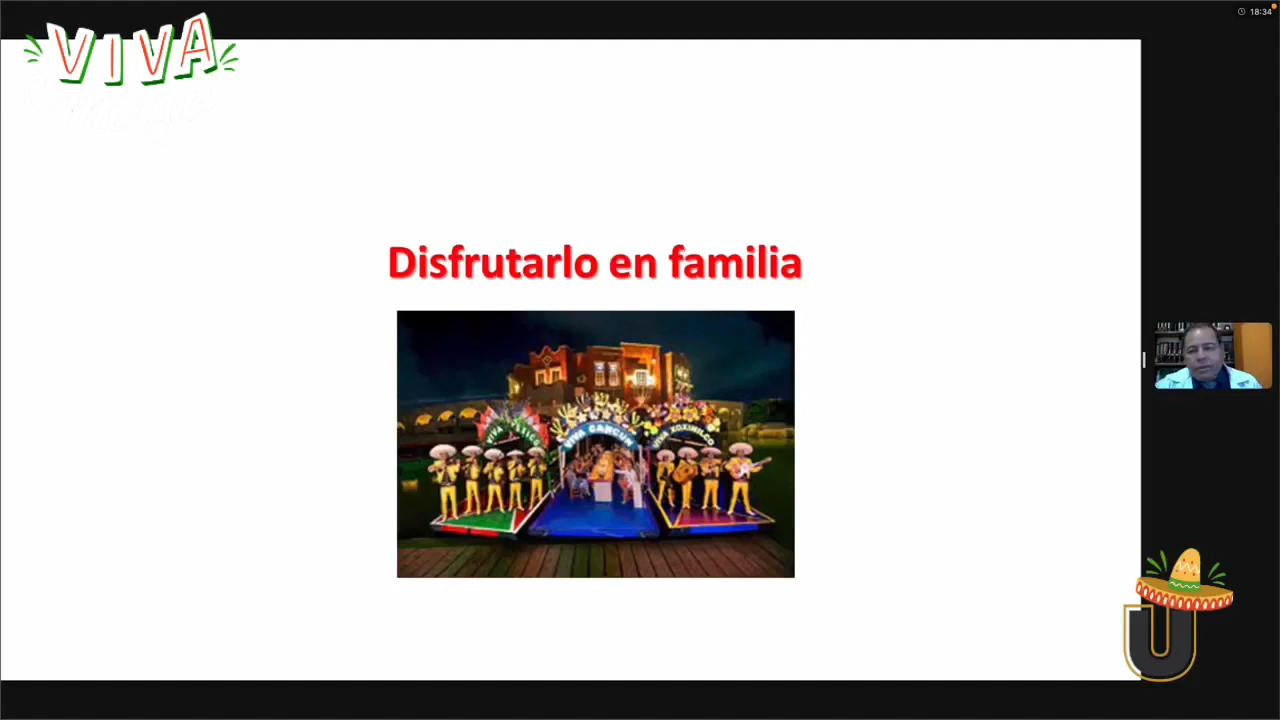 18:34
VIVA
Disfrutarlo en familia
VIVA CANCUN
VIVA XOXIMILCO
U